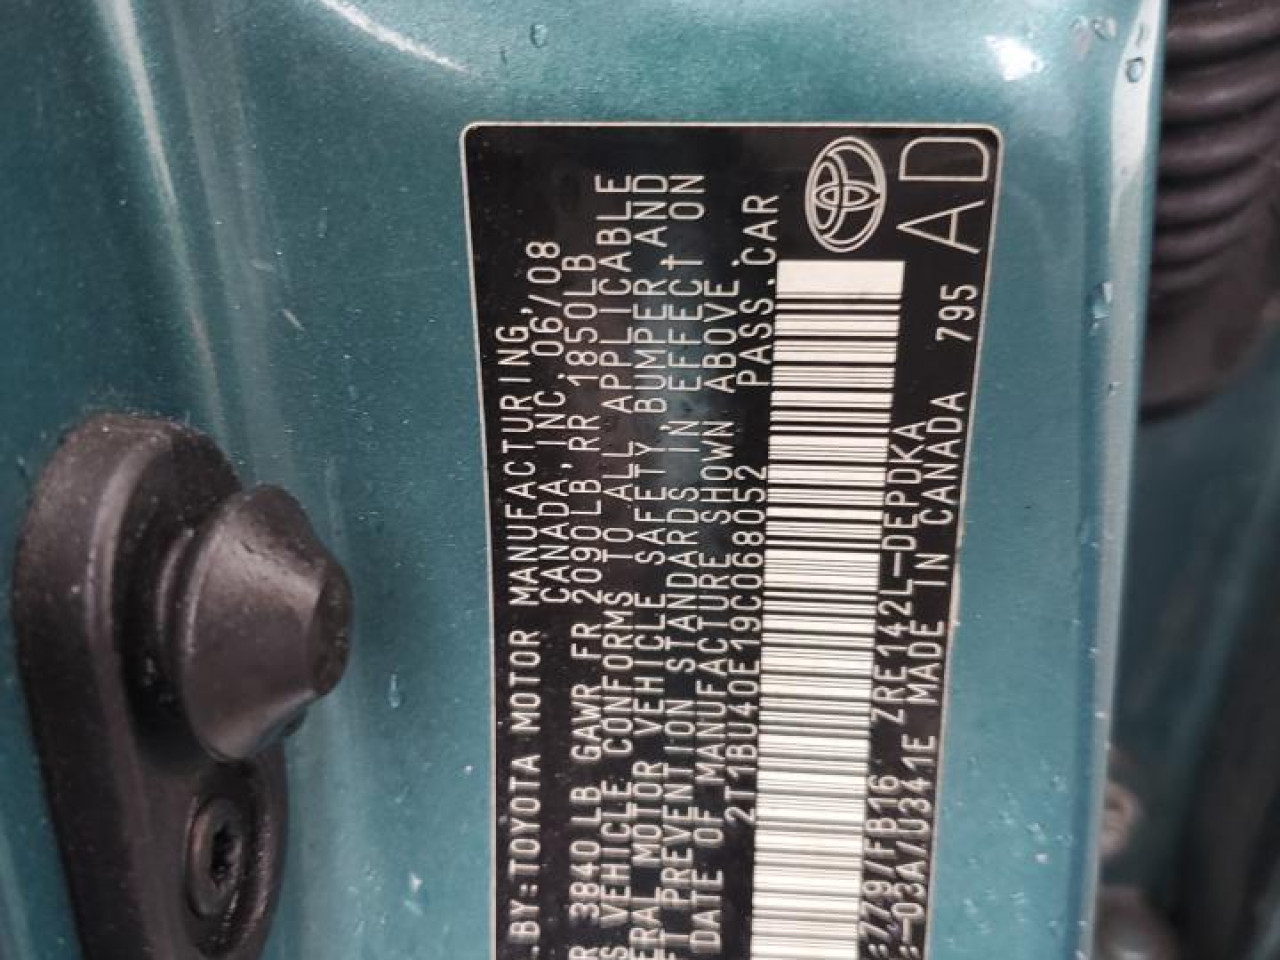 .BY:TOYOTA MOTOR MANUFACTURING,
CANADA, INC. 06/08
R 3840LB GAWR FR 2090LB RR 1850LB
S VEHICLE CONFORMS TO ALL APPLICABLE
ERAL MOTOR VEHICLE SAFETY, BUMPER, AND
FT PREVENTION STANDARDS IN EFFECT ON
DATE OF MANUFACTURE SHOWN ABOVE.
2T1BU40E19C068052 PASS.CAR
:779/FB16 ZRE142L-DEPDKA
:-03A/U341E MADE IN CANADA 795
AD